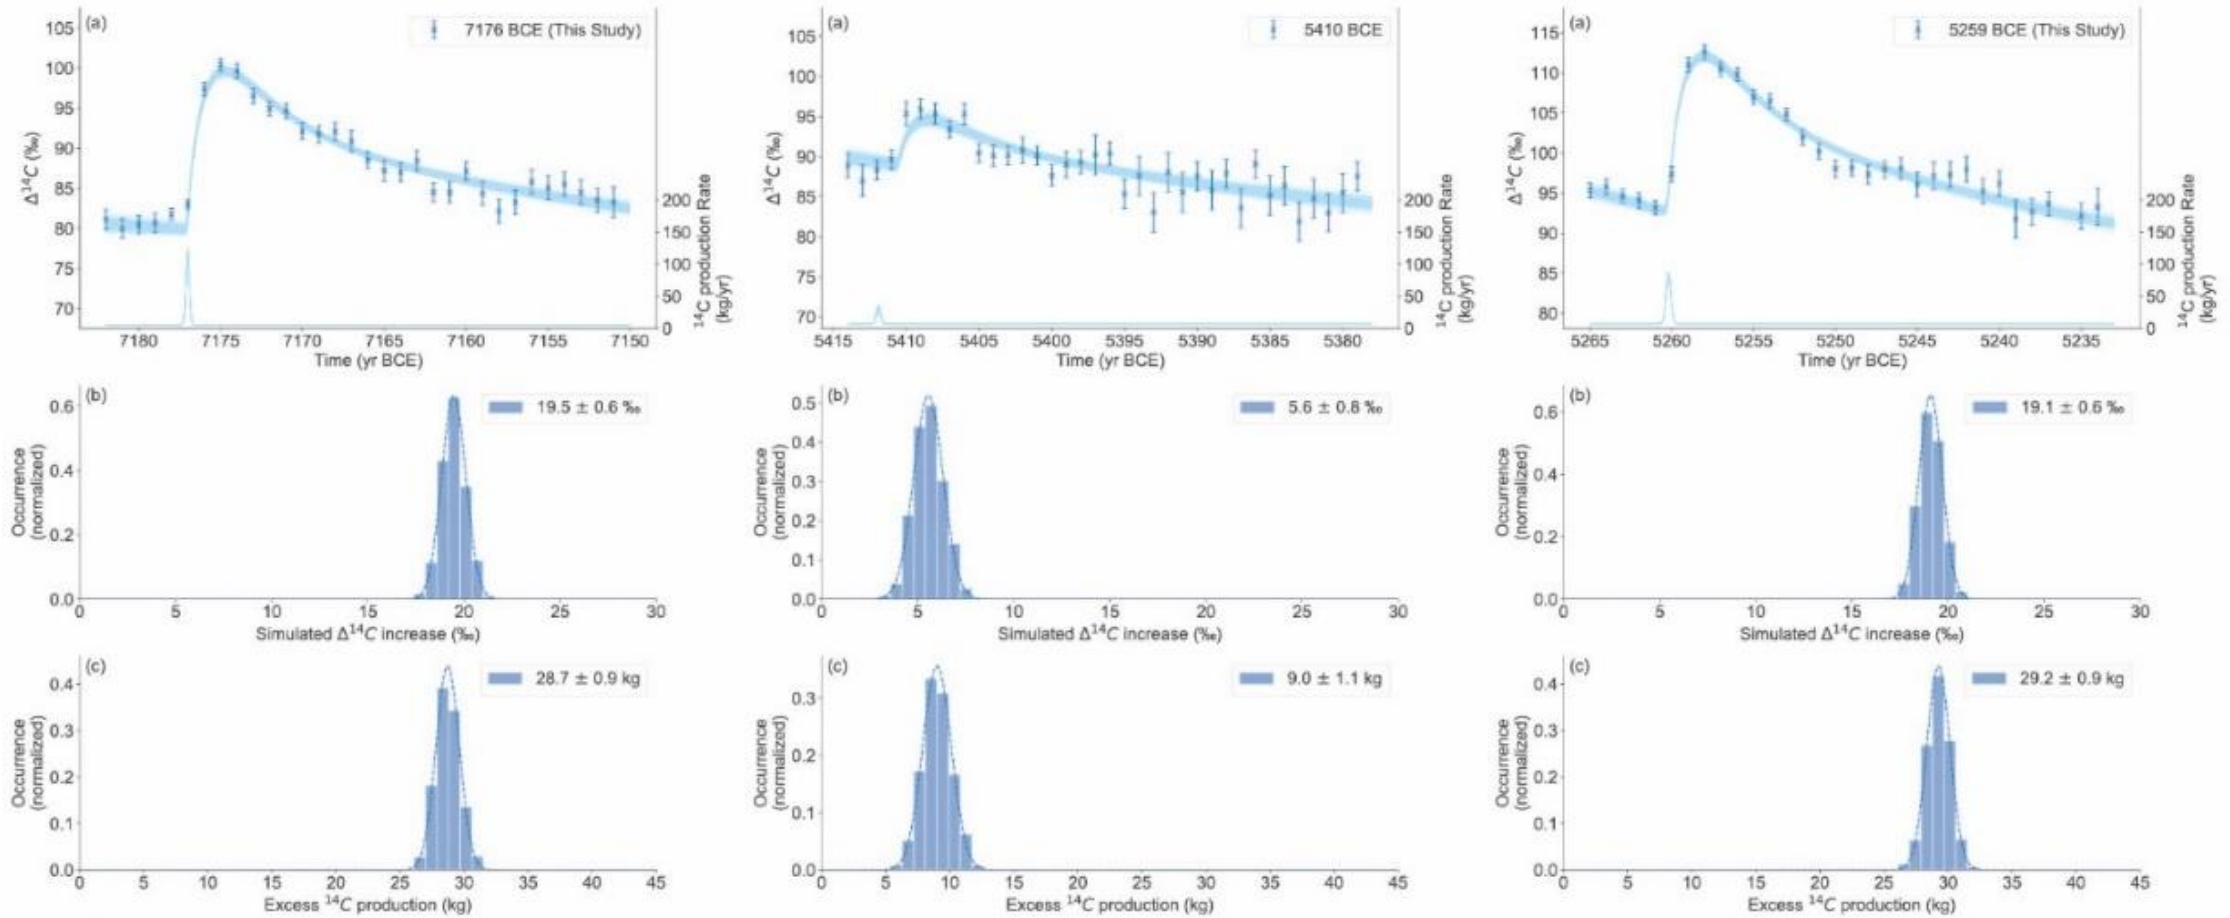 (a)
7176 BCE (This Study)
105
100
95
90
85
80
75
70
Δ¹⁴C (‰)
200
150
100
50
0
¹⁴C production Rate
(kg/yr)
7180 7175 7170 7165 7160 7155 7150
Time (yr BCE)
(a)
5410 BCE
105
100
95
90
85
80
75
70
Δ¹⁴C (‰)
200
150
100
50
0
¹⁴C production Rate
(kg/yr)
5415 5410 5405 5400 5395 5390 5385 5380
Time (yr BCE)
(a)
5259 BCE (This Study)
115
110
105
100
95
90
85
80
Δ¹⁴C (‰)
200
150
100
50
0
¹⁴C production Rate
(kg/yr)
5265 5260 5255 5250 5245 5240 5235
Time (yr BCE)
(b)
19.5 ± 0.6 ‰
0.6
0.4
0.2
0.0
Occurrence
(normalized)
0 5 10 15 20 25 30
Simulated Δ¹⁴C increase (‰)
(b)
5.6 ± 0.8 ‰
0.5
0.4
0.3
0.2
0.1
0.0
Occurrence
(normalized)
0 5 10 15 20 25 30
Simulated Δ¹⁴C increase (‰)
(b)
19.1 ± 0.6 ‰
0.6
0.4
0.2
0.0
Occurrence
(normalized)
0 5 10 15 20 25 30
Simulated Δ¹⁴C increase (‰)
(c)
28.7 ± 0.9 kg
0.4
0.3
0.2
0.1
0.0
Occurrence
(normalized)
0 5 10 15 20 25 30 35 40 45
Excess ¹⁴C production (kg)
(c)
9.0 ± 1.1 kg
0.3
0.2
0.1
0.0
Occurrence
(normalized)
0 5 10 15 20 25 30 35 40 45
Excess ¹⁴C production (kg)
(c)
29.2 ± 0.9 kg
0.4
0.3
0.2
0.1
0.0
Occurrence
(normalized)
0 5 10 15 20 25 30 35 40 45
Excess ¹⁴C production (kg)